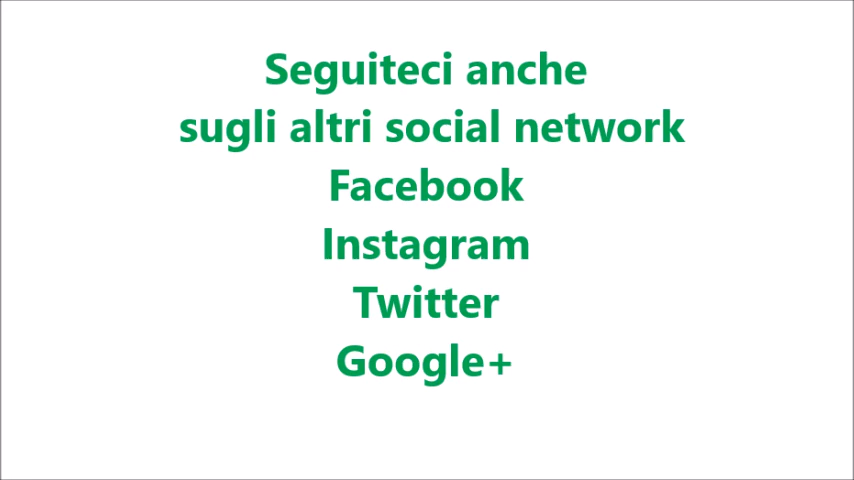 Seguiteci anche
sugli altri social network
Facebook
Instagram
Twitter
Google+